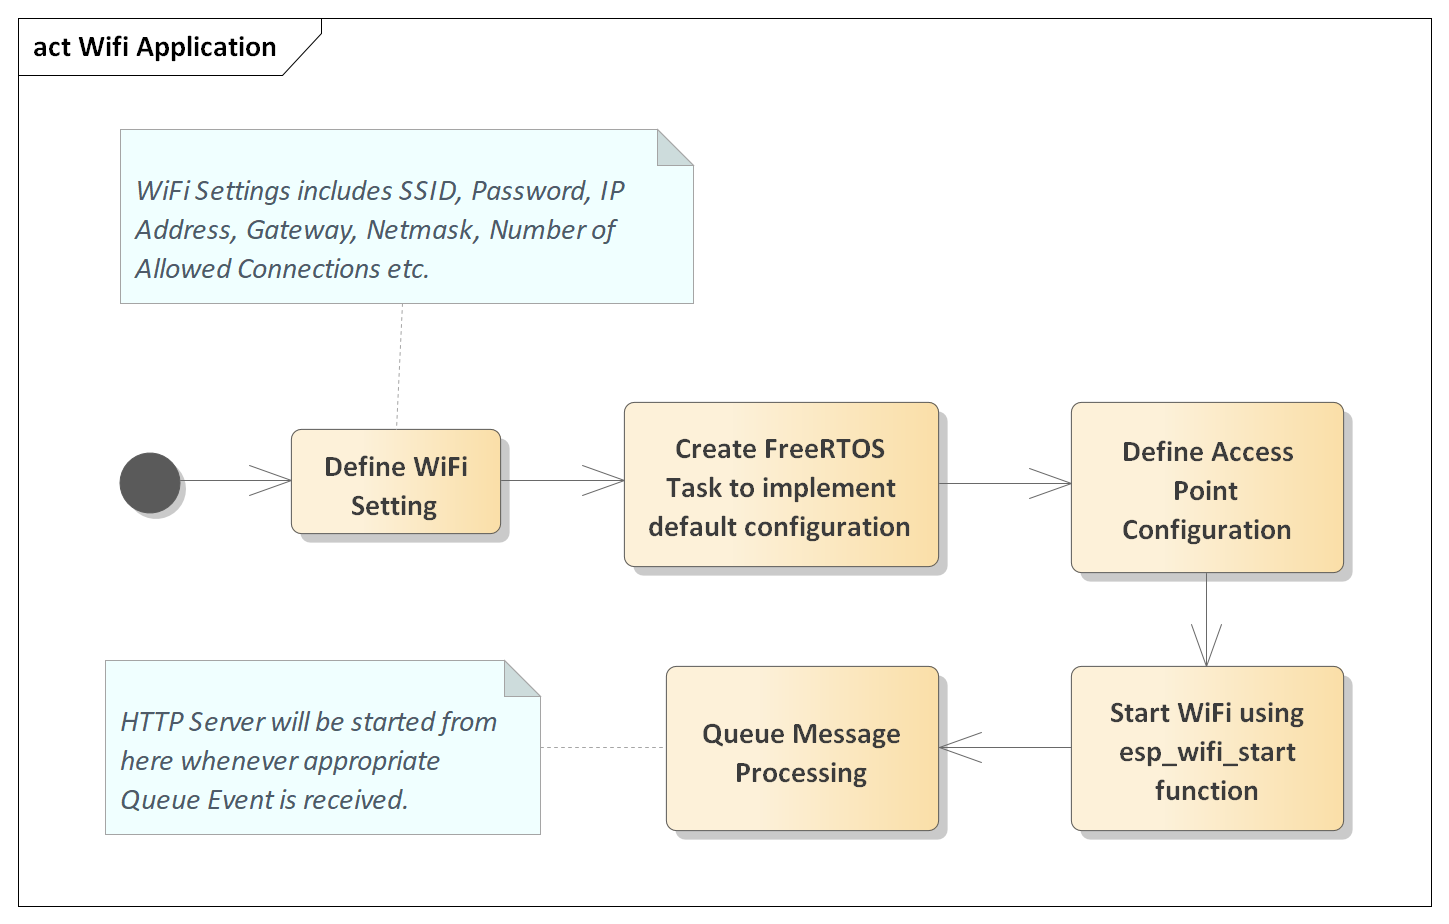 act Wifi Application
WiFi Settings includes SSID, Password, IP
Address, Gateway, Netmask, Number of
Allowed Connections etc.
Define WiFi
Setting
Create FreeRTOS
Task to implement
default configuration
Define Access
Point
Configuration
HTTP Server will be started from
here whenever appropriate
Queue Event is received.
Queue Message
Processing
Start WiFi using
esp_wifi_start
function